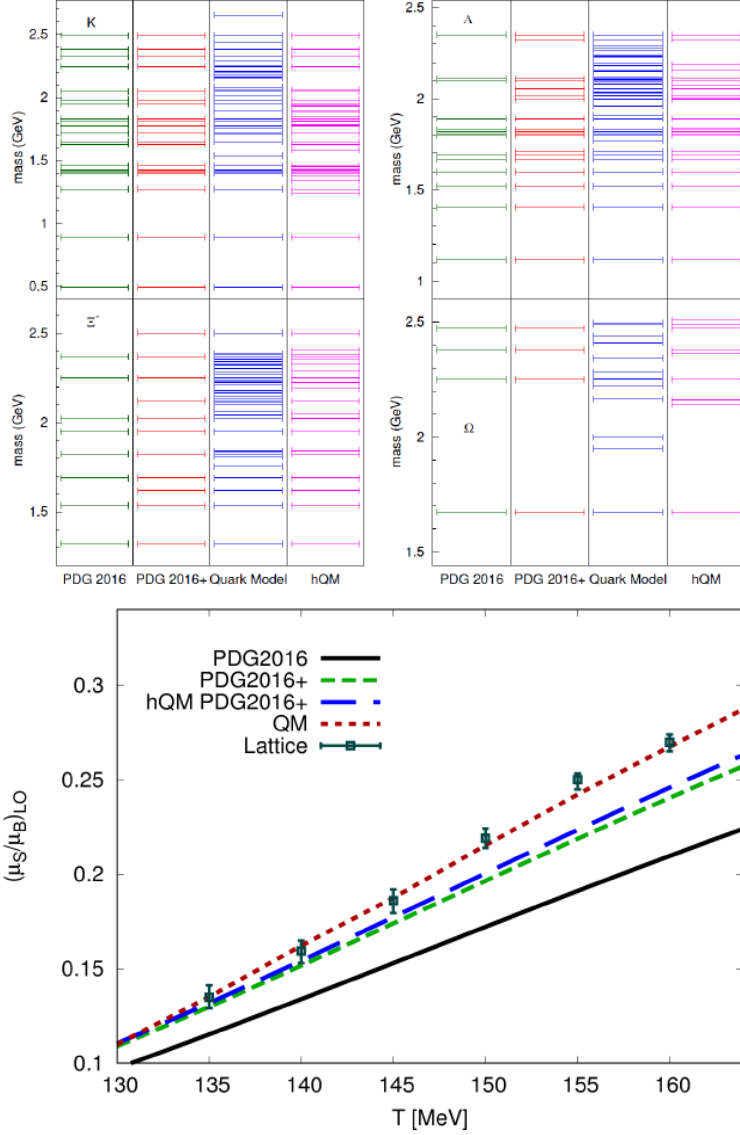 K
2.5
2
1.5
1
0.5
mass (GeV)
Ξ
2.5
2
1.5
mass (GeV)
PDG 2016
PDG 2016+
Quark Model
hQM
Λ
2.5
2
1.5
1
mass (GeV)
Ω
2.5
2
1.5
mass (GeV)
PDG 2016
PDG 2016+
Quark Model
hQM
PDG2016
PDG2016+
hQM PDG2016+
QM
Lattice
0.3
0.25
0.2
0.15
0.1
(μS/μB)LO
130
135
140
145
150
155
160
T [MeV]